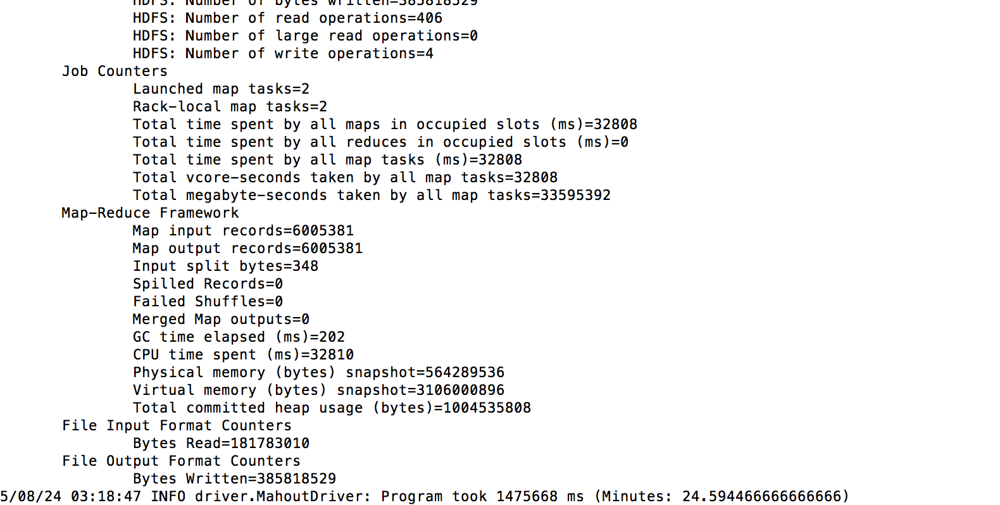 HDFS: Number of bytes written=385818529
HDFS: Number of read operations=406
HDFS: Number of large read operations=0
HDFS: Number of write operations=4
Job Counters
Launched map tasks=2
Rack-local map tasks=2
Total time spent by all maps in occupied slots (ms)=32808
Total time spent by all reduces in occupied slots (ms)=0
Total time spent by all map tasks (ms)=32808
Total vcore-seconds taken by all map tasks=32808
Total megabyte-seconds taken by all map tasks=33595392
Map-Reduce Framework
Map input records=6005381
Map output records=6005381
Input split bytes=348
Spilled Records=0
Failed Shuffles=0
Merged Map outputs=0
GC time elapsed (ms)=202
CPU time spent (ms)=32810
Physical memory (bytes) snapshot=564289536
Virtual memory (bytes) snapshot=3106000896
Total committed heap usage (bytes)=1004535808
File Input Format Counters
Bytes Read=181783010
File Output Format Counters
Bytes Written=385818529
5/08/24 03:18:47 INFO driver.MahoutDriver: Program took 1475668 ms (Minutes: 24.594466666666666)